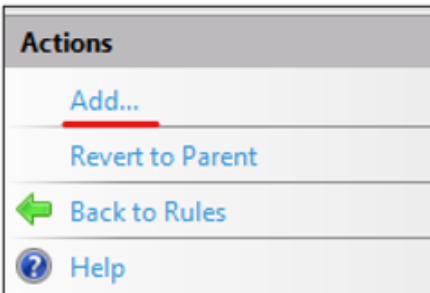 Actions
Add...
Revert to Parent
Back to Rules
Help